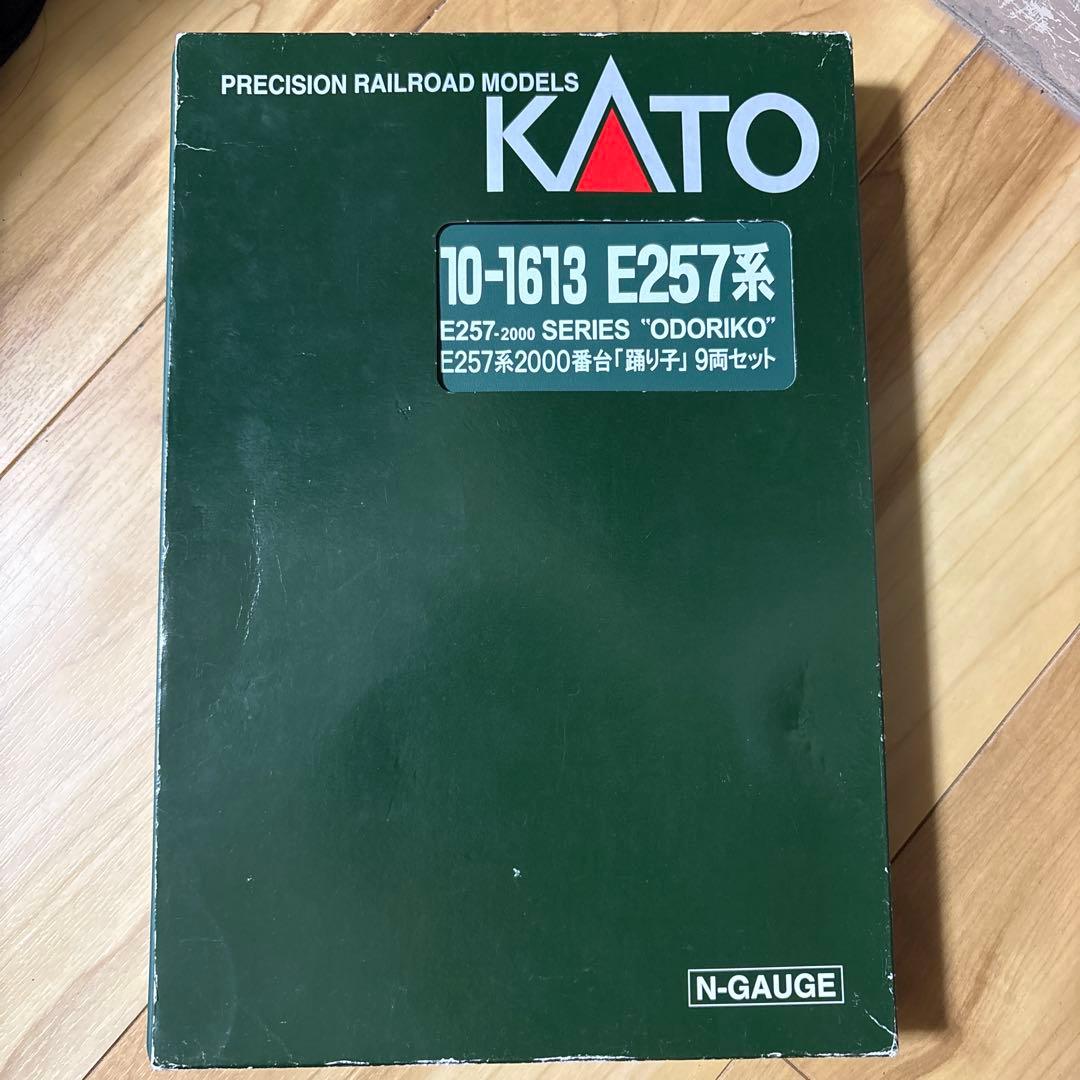 PRECISION RAILROAD MODELS
KATO
10-1613 E257系
E257-2000 SERIES “ODORIKO”
E257系2000番台「踊り子」9両セット
N-GAUGE